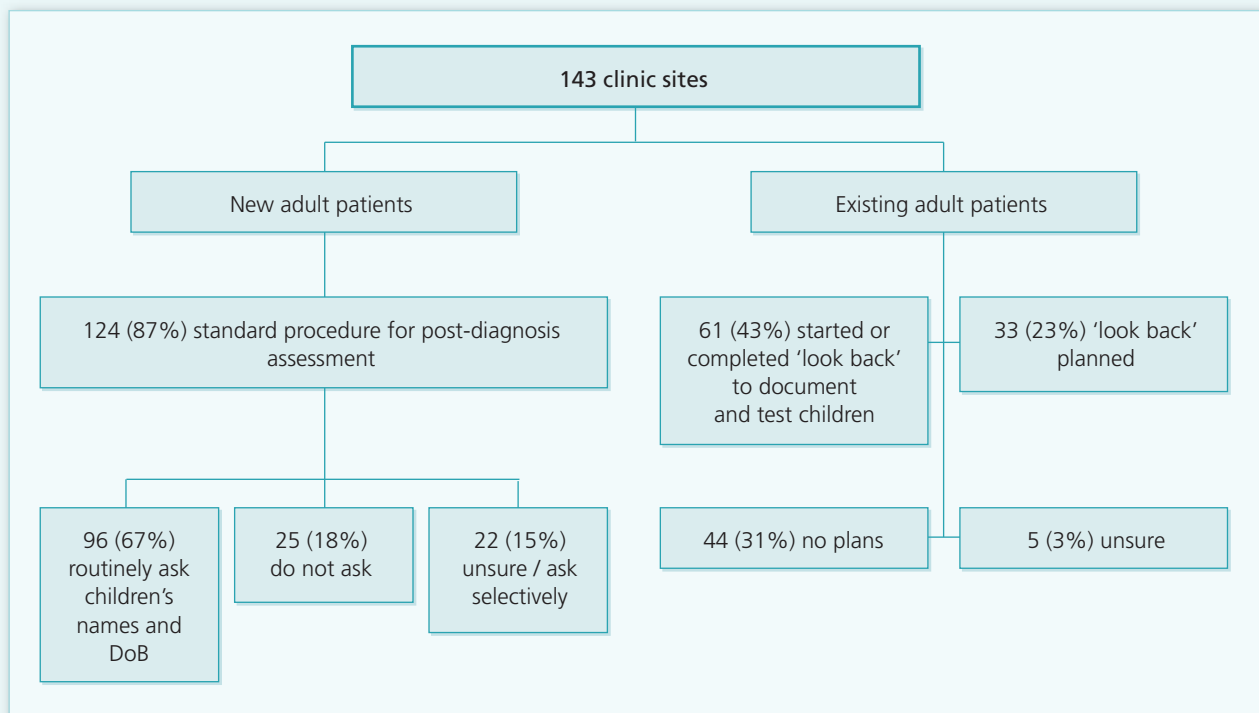 143 clinic sites
New adult patients
Existing adult patients
124 (87%) standard procedure for post-diagnosis
assessment
61 (43%) started or
completed ‘look back’
to document
and test children
33 (23%) ‘look back’
planned
96 (67%)
routinely ask
children’s
names and
DoB
25 (18%)
do not ask
22 (15%)
unsure / ask
selectively
44 (31%) no plans
5 (3%) unsure